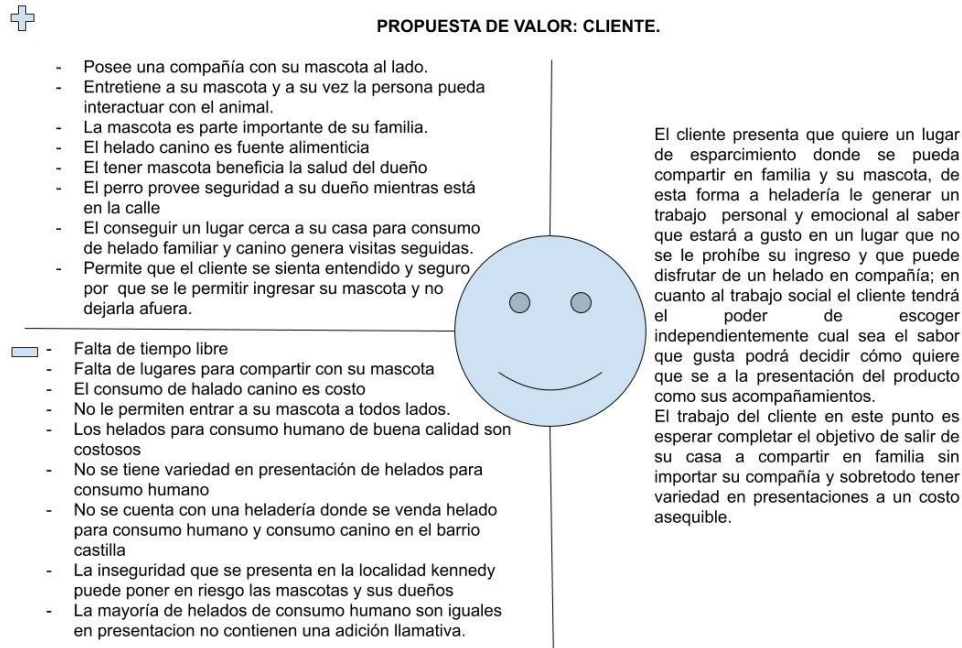 PROPUESTA DE VALOR: CLIENTE.
- Posee una compañía con su mascota al lado.
- Entretiene a su mascota y a su vez la persona pueda
interactuar con el animal.
- La mascota es parte importante de su familia.
- El helado canino es fuente alimenticia
- El tener mascota beneficia la salud del dueño
- El perro provee seguridad a su dueño mientras está
en la calle
- El conseguir un lugar cerca a su casa para consumo
de helado familiar y canino genera visitas seguidas.
- Permite que el cliente se sienta entendido y seguro
por que se le permitir ingresar su mascota y no
dejarla afuera.
- Falta de tiempo libre
- Falta de lugares para compartir con su mascota
- El consumo de halado canino es costo
- No le permiten entrar a su mascota a todos lados.
- Los helados para consumo humano de buena calidad son
costosos
- No se tiene variedad en presentación de helados para
consumo humano
- No se cuenta con una heladería donde se venda helado
para consumo humano y consumo canino en el barrio
castilla
- La inseguridad que se presenta en la localidad kennedy
puede poner en riesgo las mascotas y sus dueños
- La mayoría de helados de consumo humano son iguales
en presentacion no contienen una adición llamativa.
El cliente presenta que quiere un lugar
de esparcimiento donde se pueda
compartir en familia y su mascota, de
esta forma a heladería le generar un
trabajo personal y emocional al saber
que estará a gusto en un lugar que no
se le prohíbe su ingreso y que puede
disfrutar de un helado en compañía; en
cuanto al trabajo social el cliente tendrá
el poder de escoger
independientemente cual sea el sabor
que gusta podrá decidir cómo quiere
que se a la presentación del producto
como sus acompañamientos.
El trabajo del cliente en este punto es
esperar completar el objetivo de salir de
su casa a compartir en familia sin
importar su compañía y sobretodo tener
variedad en presentaciones a un costo
asequible.